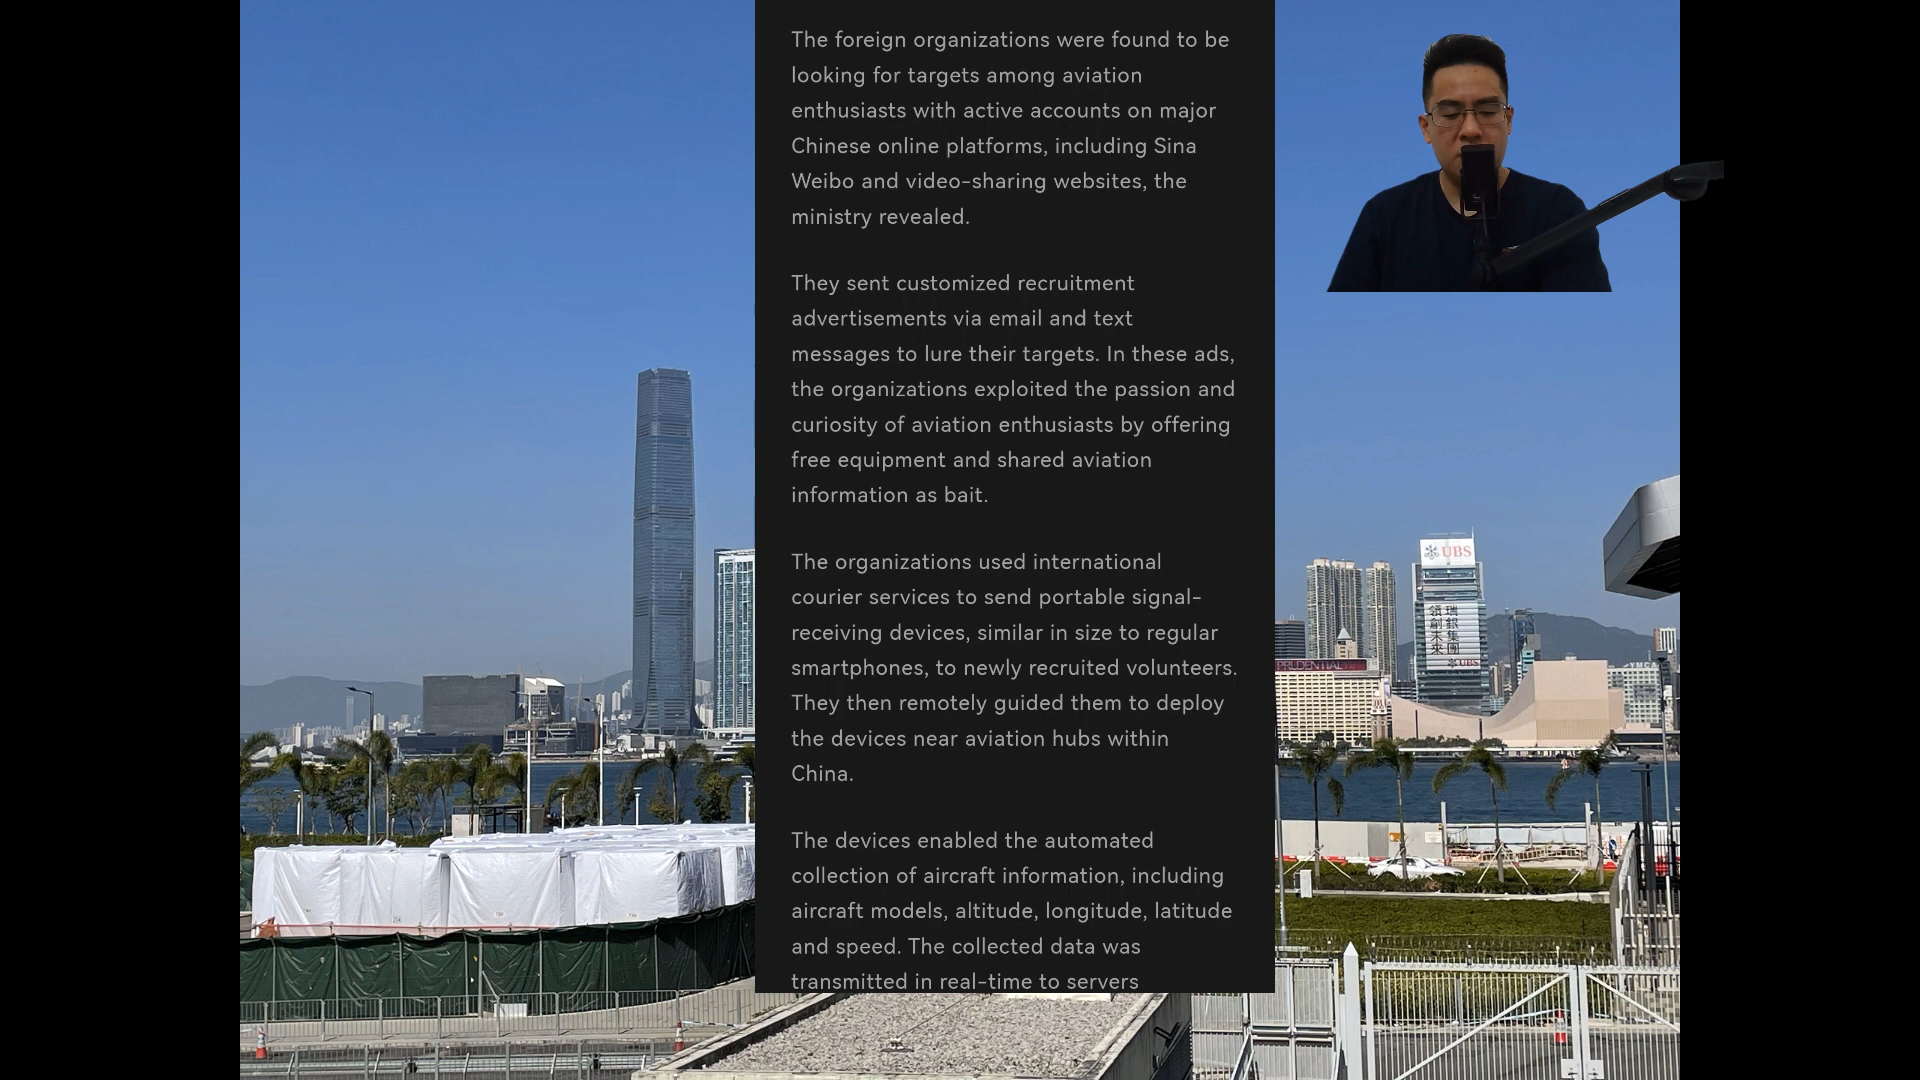 The foreign organizations were found to be
looking for targets among aviation
enthusiasts with active accounts on major
Chinese online platforms, including Sina
Weibo and video-sharing websites, the
ministry revealed.
They sent customized recruitment
advertisements via email and text
messages to lure their targets. In these ads,
the organizations exploited the passion and
curiosity of aviation enthusiasts by offering
free equipment and shared aviation
information as bait.
The organizations used international
courier services to send portable signal-
receiving devices, similar in size to regular
smartphones, to newly recruited volunteers.
They then remotely guided them to deploy
the devices near aviation hubs within
China.
The devices enabled the automated
collection of aircraft information, including
aircraft models, altitude, longitude, latitude
and speed. The collected data was
transmitted in real-time to servers
UBS
瑞銀集團
領創未來
UBS
PRUDENTIAL
YMCA